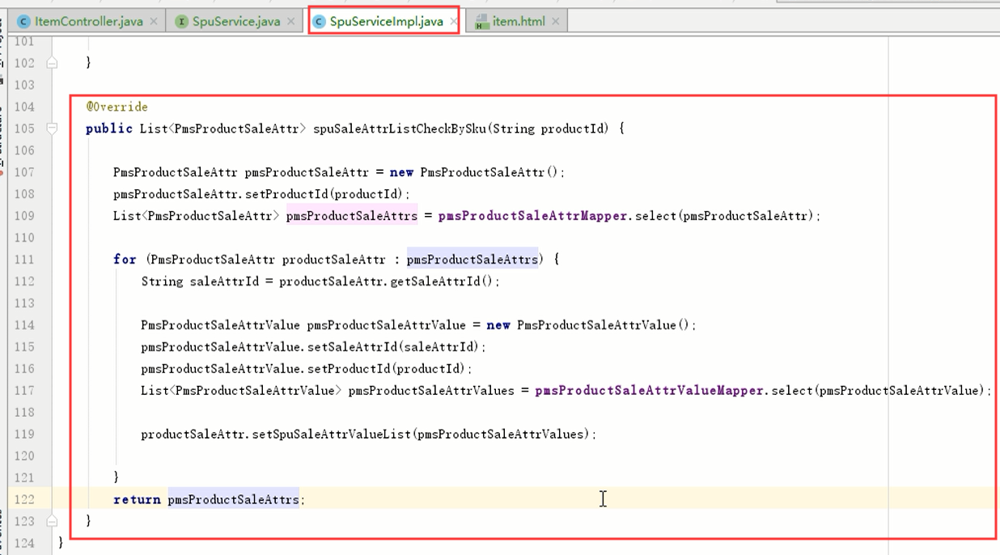 ItemController.java SpuService.java SpuServiceImpl.java item.html
101
102 }
103
104 @Override
105 public List<PmsProductSaleAttr> spuSaleAttrListCheckBySku(String productId) {
106
107 PmsProductSaleAttr pmsProductSaleAttr = new PmsProductSaleAttr();
108 pmsProductSaleAttr.setProductId(productId);
109 List<PmsProductSaleAttr> pmsProductSaleAttrs = pmsProductSaleAttrMapper.select(pmsProductSaleAttr);
110
111 for (PmsProductSaleAttr productSaleAttr : pmsProductSaleAttrs) {
112 String saleAttrId = productSaleAttr.getSaleAttrId();
113
114 PmsProductSaleAttrValue pmsProductSaleAttrValue = new PmsProductSaleAttrValue();
115 pmsProductSaleAttrValue.setSaleAttrId(saleAttrId);
116 pmsProductSaleAttrValue.setProductId(productId);
117 List<PmsProductSaleAttrValue> pmsProductSaleAttrValues = pmsProductSaleAttrValueMapper.select(pmsProductSaleAttrValue);
118
119 productSaleAttr.setSpuSaleAttrValueList(pmsProductSaleAttrValues);
120
121 }
122 return pmsProductSaleAttrs;
123 }
124 }